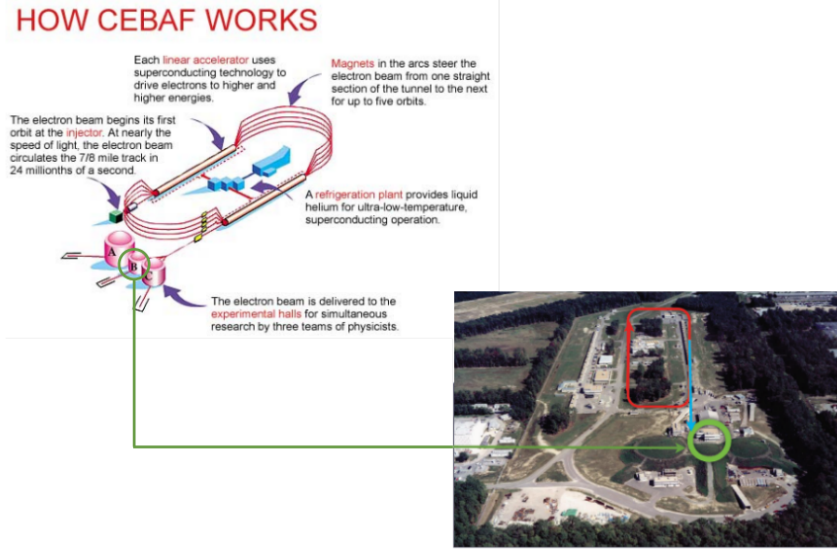 HOW CEBAF WORKS
Each linear accelerator uses
superconducting technology to
drive electrons to higher and
higher energies.
Magnets in the arcs steer the
electron beam from one straight
section of the tunnel to the next
for up to five orbits.
The electron beam begins its first
orbit at the injector. At nearly the
speed of light, the electron beam
circulates the 7/8 mile track in
24 millionths of a second.
A refrigeration plant provides liquid
helium for ultra-low-temperature,
superconducting operation.
A
B
C
The electron beam is delivered to the
experimental halls for simultaneous
research by three teams of physicists.